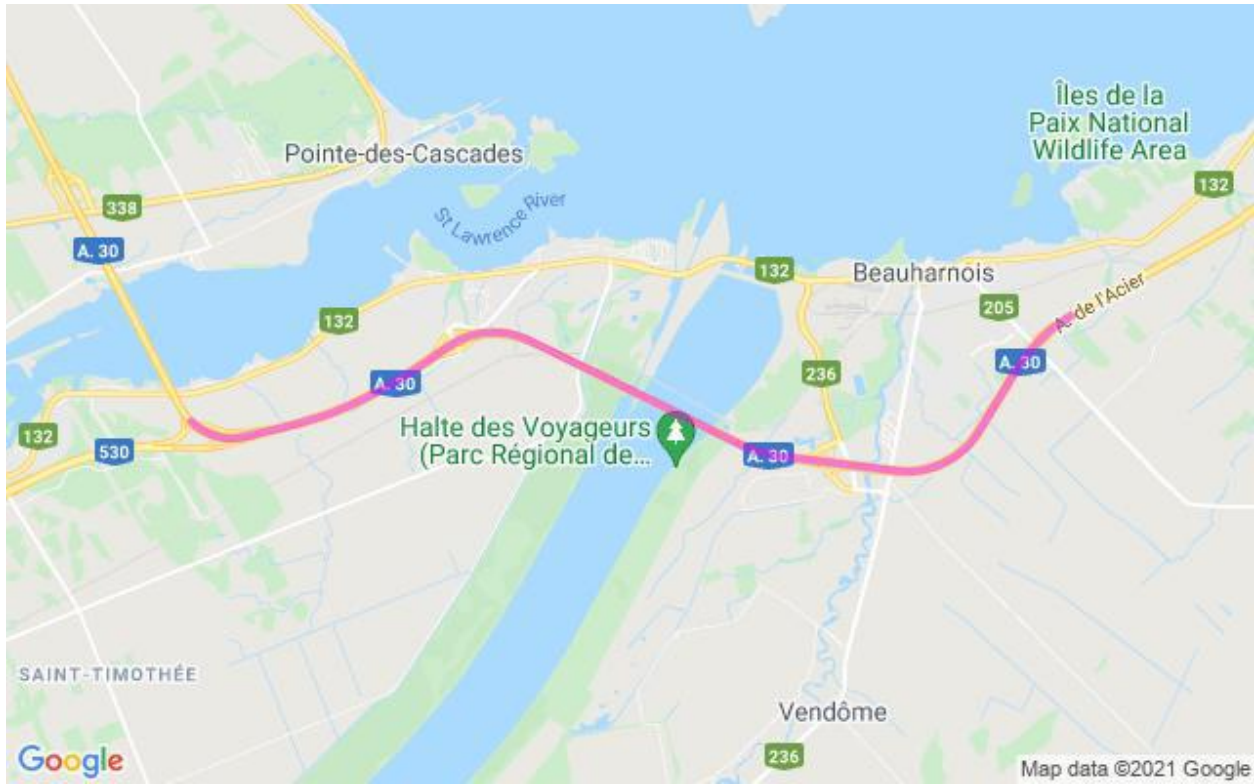 Îles de la
Paix National
Wildlife Area
Pointe-des-Cascades
132
338
St Lawrence River
A. 30
132
Beauharnois
205
A. de l'Acier
132
A. 30
236
A. 30
132
530
Halte des Voyageurs
(Parc Régional de...
A. 30
SAINT-TIMOTHÉE
Vendôme
236
Google
Map data ©2021 Google